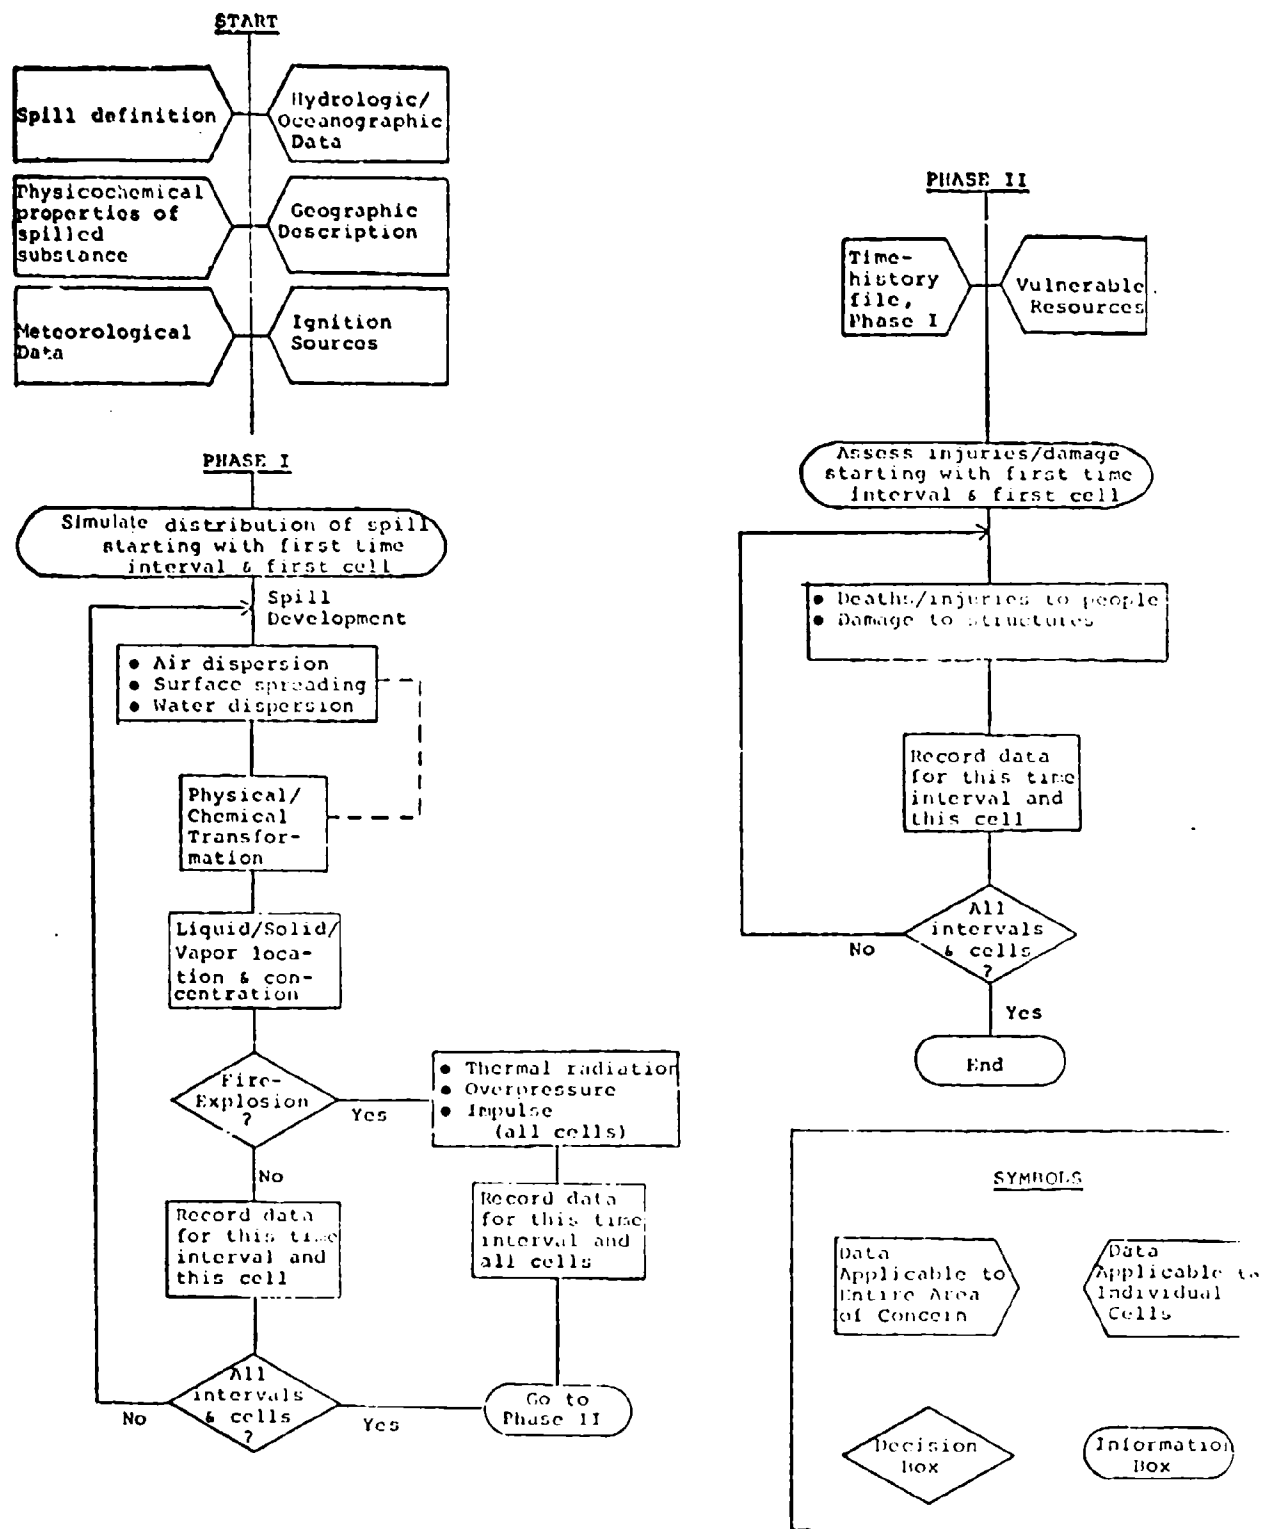 START
Spill definition
Hydrologic/
Oceanographic
Data
Physicochemical
properties of
spilled
substance
Geographic
Description
Meteorological
Data
Ignition
Sources
PHASE I
Simulate distribution of spill
starting with first time
interval & first cell
Spill
Development
• Air dispersion
• Surface spreading
• Water dispersion
Physical/
Chemical
Transfor-
mation
Liquid/Solid/
Vapor loca-
tion & con-
centration
Fire-
Explosion
?
Yes
No
• Thermal radiation
• Overpressure
• Impulse
(all cells)
Record data
for this time
interval and
this cell
Record data
for this time
interval and
all cells
All
intervals
& cells
?
No
Yes
Go to
Phase II
PHASE II
Time-
history
file,
Phase I
Vulnerable
Resources
Assess injuries/damage
starting with first time
interval & first cell
• Deaths/injuries to people
• Damage to structures
Record data
for this time
interval and
this cell
All
intervals
& cells
?
No
Yes
End
SYMBOLS
Data
Applicable to
Entire Area
of Concern
Data
Applicable to
Individual
Cells
Decision
Box
Information
Box